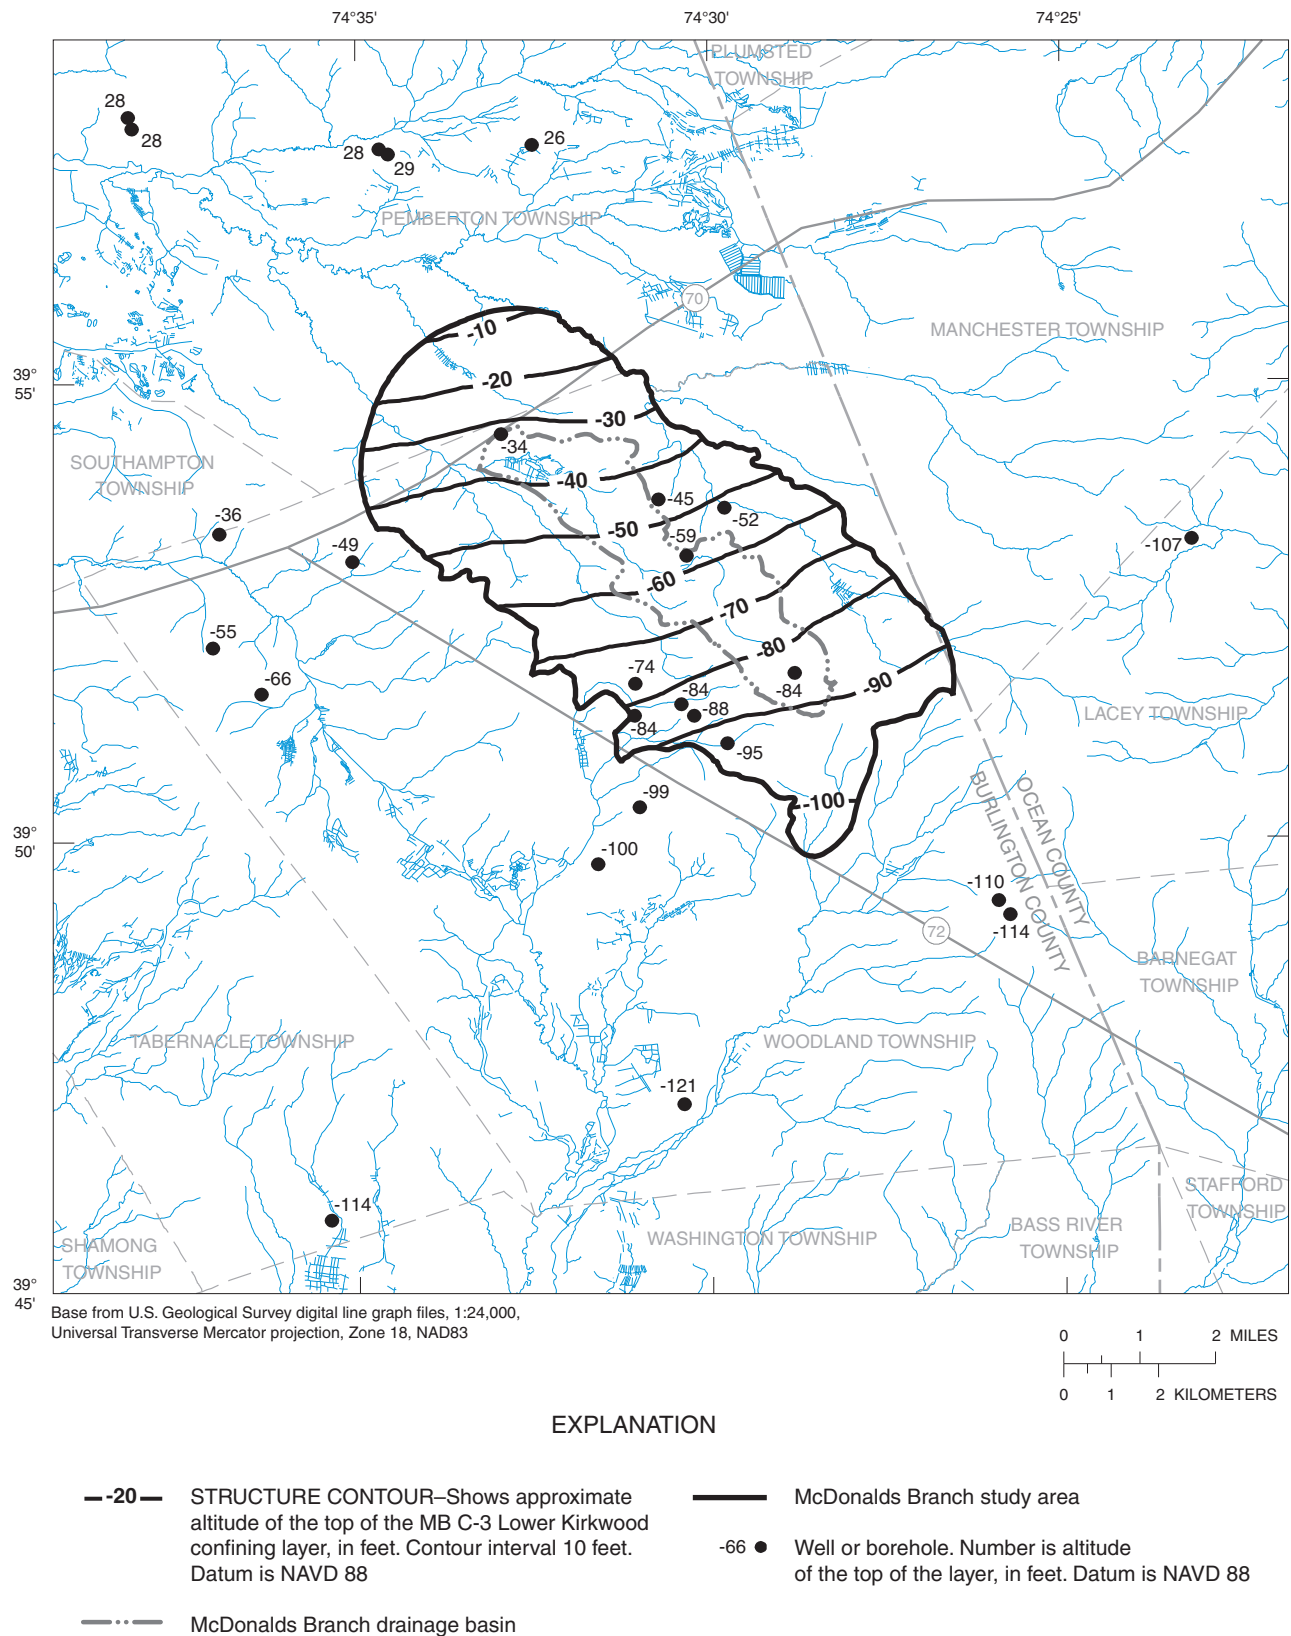 74°35'
74°30'
74°25'
PLUMSTED
TOWNSHIP
28
28
28
29
26
PEMBERTON TOWNSHIP
70
MANCHESTER TOWNSHIP
-10
39°
55'
-20
-30
-34
SOUTHAMPTON
TOWNSHIP
-40
-45
-36
-50
-52
-59
-49
-107
-60
-70
-55
-80
-74
-66
-84
-84
-90
-88
-84
LACEY TOWNSHIP
-95
-99
-100
39°
50'
OCEAN COUNTY
BURLINGTON COUNTY
-100
-110
-114
72
BARNEGAT
TOWNSHIP
TABERNACLE TOWNSHIP
WOODLAND TOWNSHIP
-121
STAFFORD
TOWNSHIP
-114
BASS RIVER
TOWNSHIP
WASHINGTON TOWNSHIP
SHAMONG
TOWNSHIP
39°
45'
Base from U.S. Geological Survey digital line graph files, 1:24,000,
Universal Transverse Mercator projection, Zone 18, NAD83
0 1 2 MILES
0 1 2 KILOMETERS
EXPLANATION
-20
STRUCTURE CONTOUR–Shows approximate
altitude of the top of the MB C-3 Lower Kirkwood
confining layer, in feet. Contour interval 10 feet.
Datum is NAVD 88
McDonalds Branch drainage basin
McDonalds Branch study area
-66
Well or borehole. Number is altitude
of the top of the layer, in feet. Datum is NAVD 88